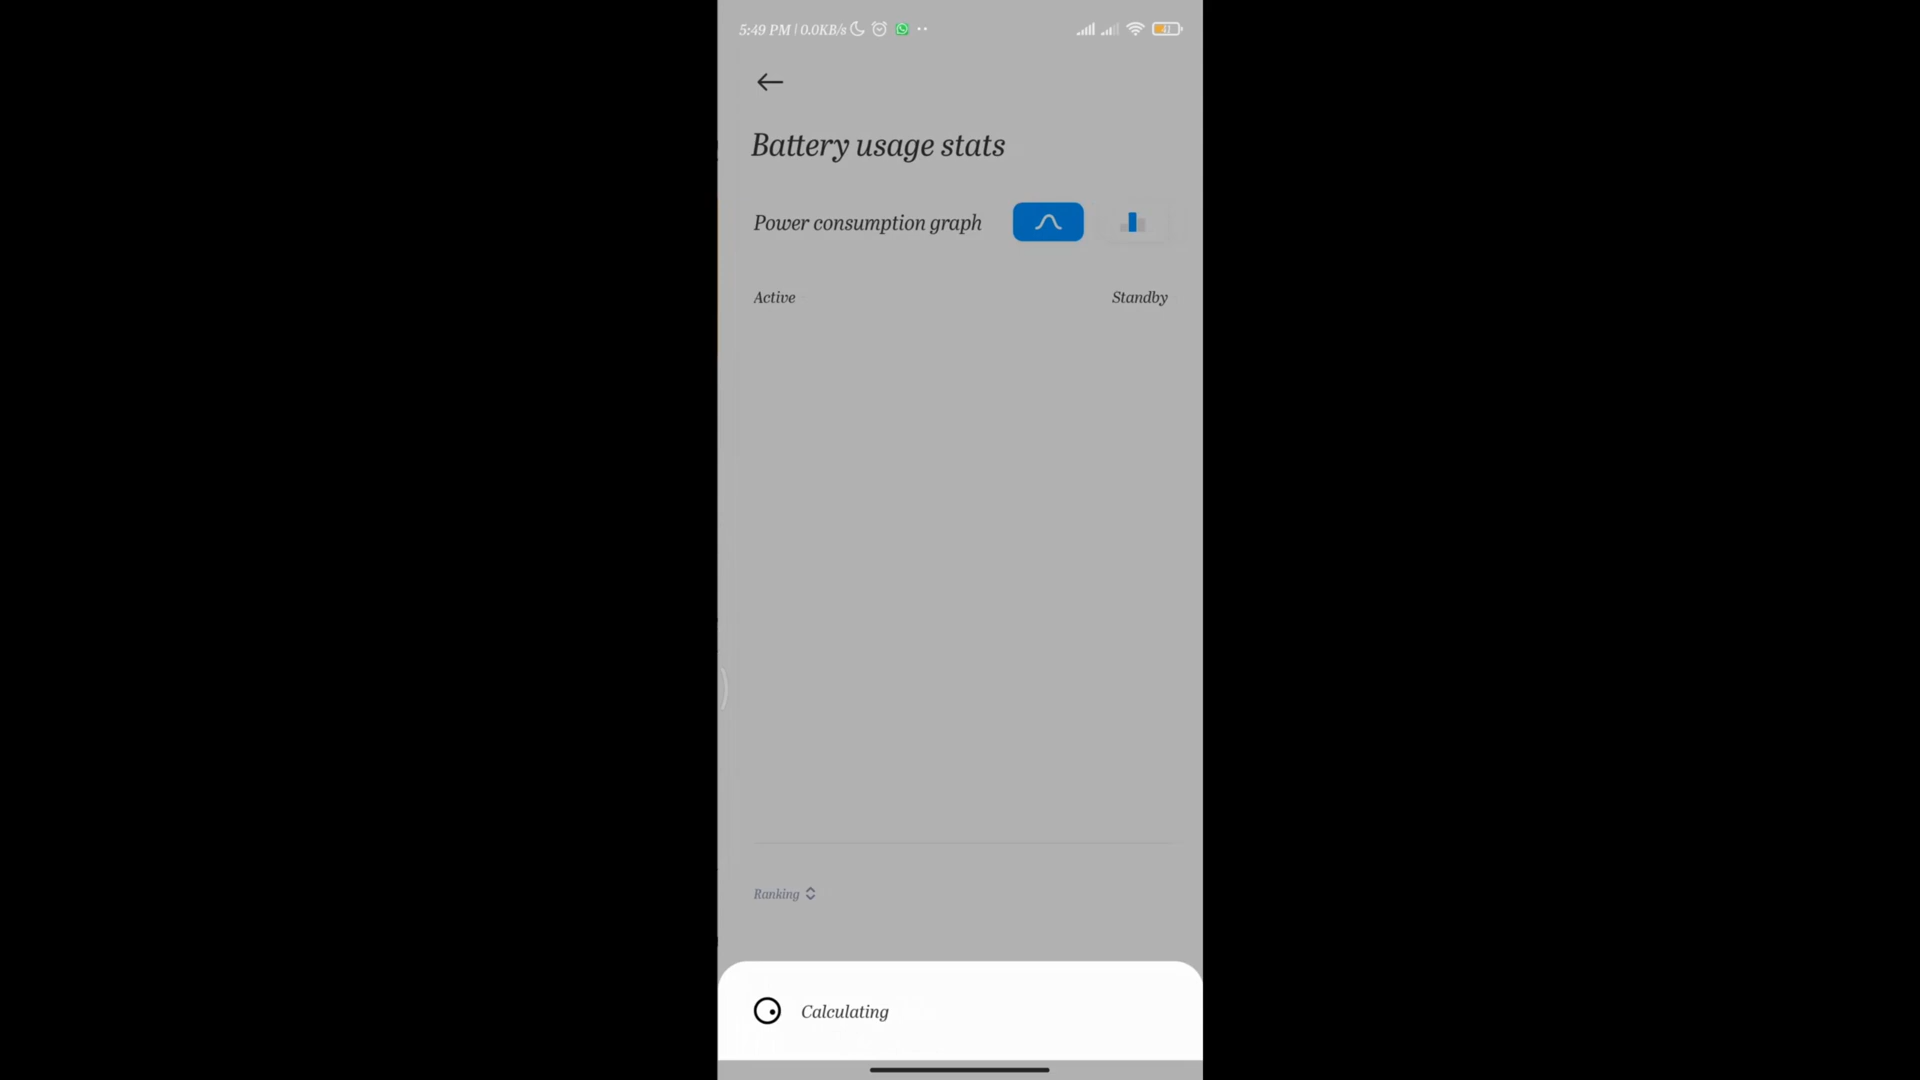 5:49 PM | 0.0KB/s
Battery usage stats
Power consumption graph
Active
Standby
Ranking
Calculating